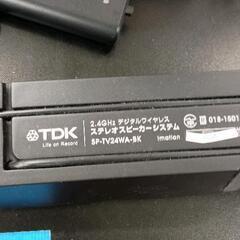 TDK
Life on Record
2.4GHz デジタルワイヤレス
ステレオスピーカーシステム
SP-TV24WA-BK
imation
R 018-1601